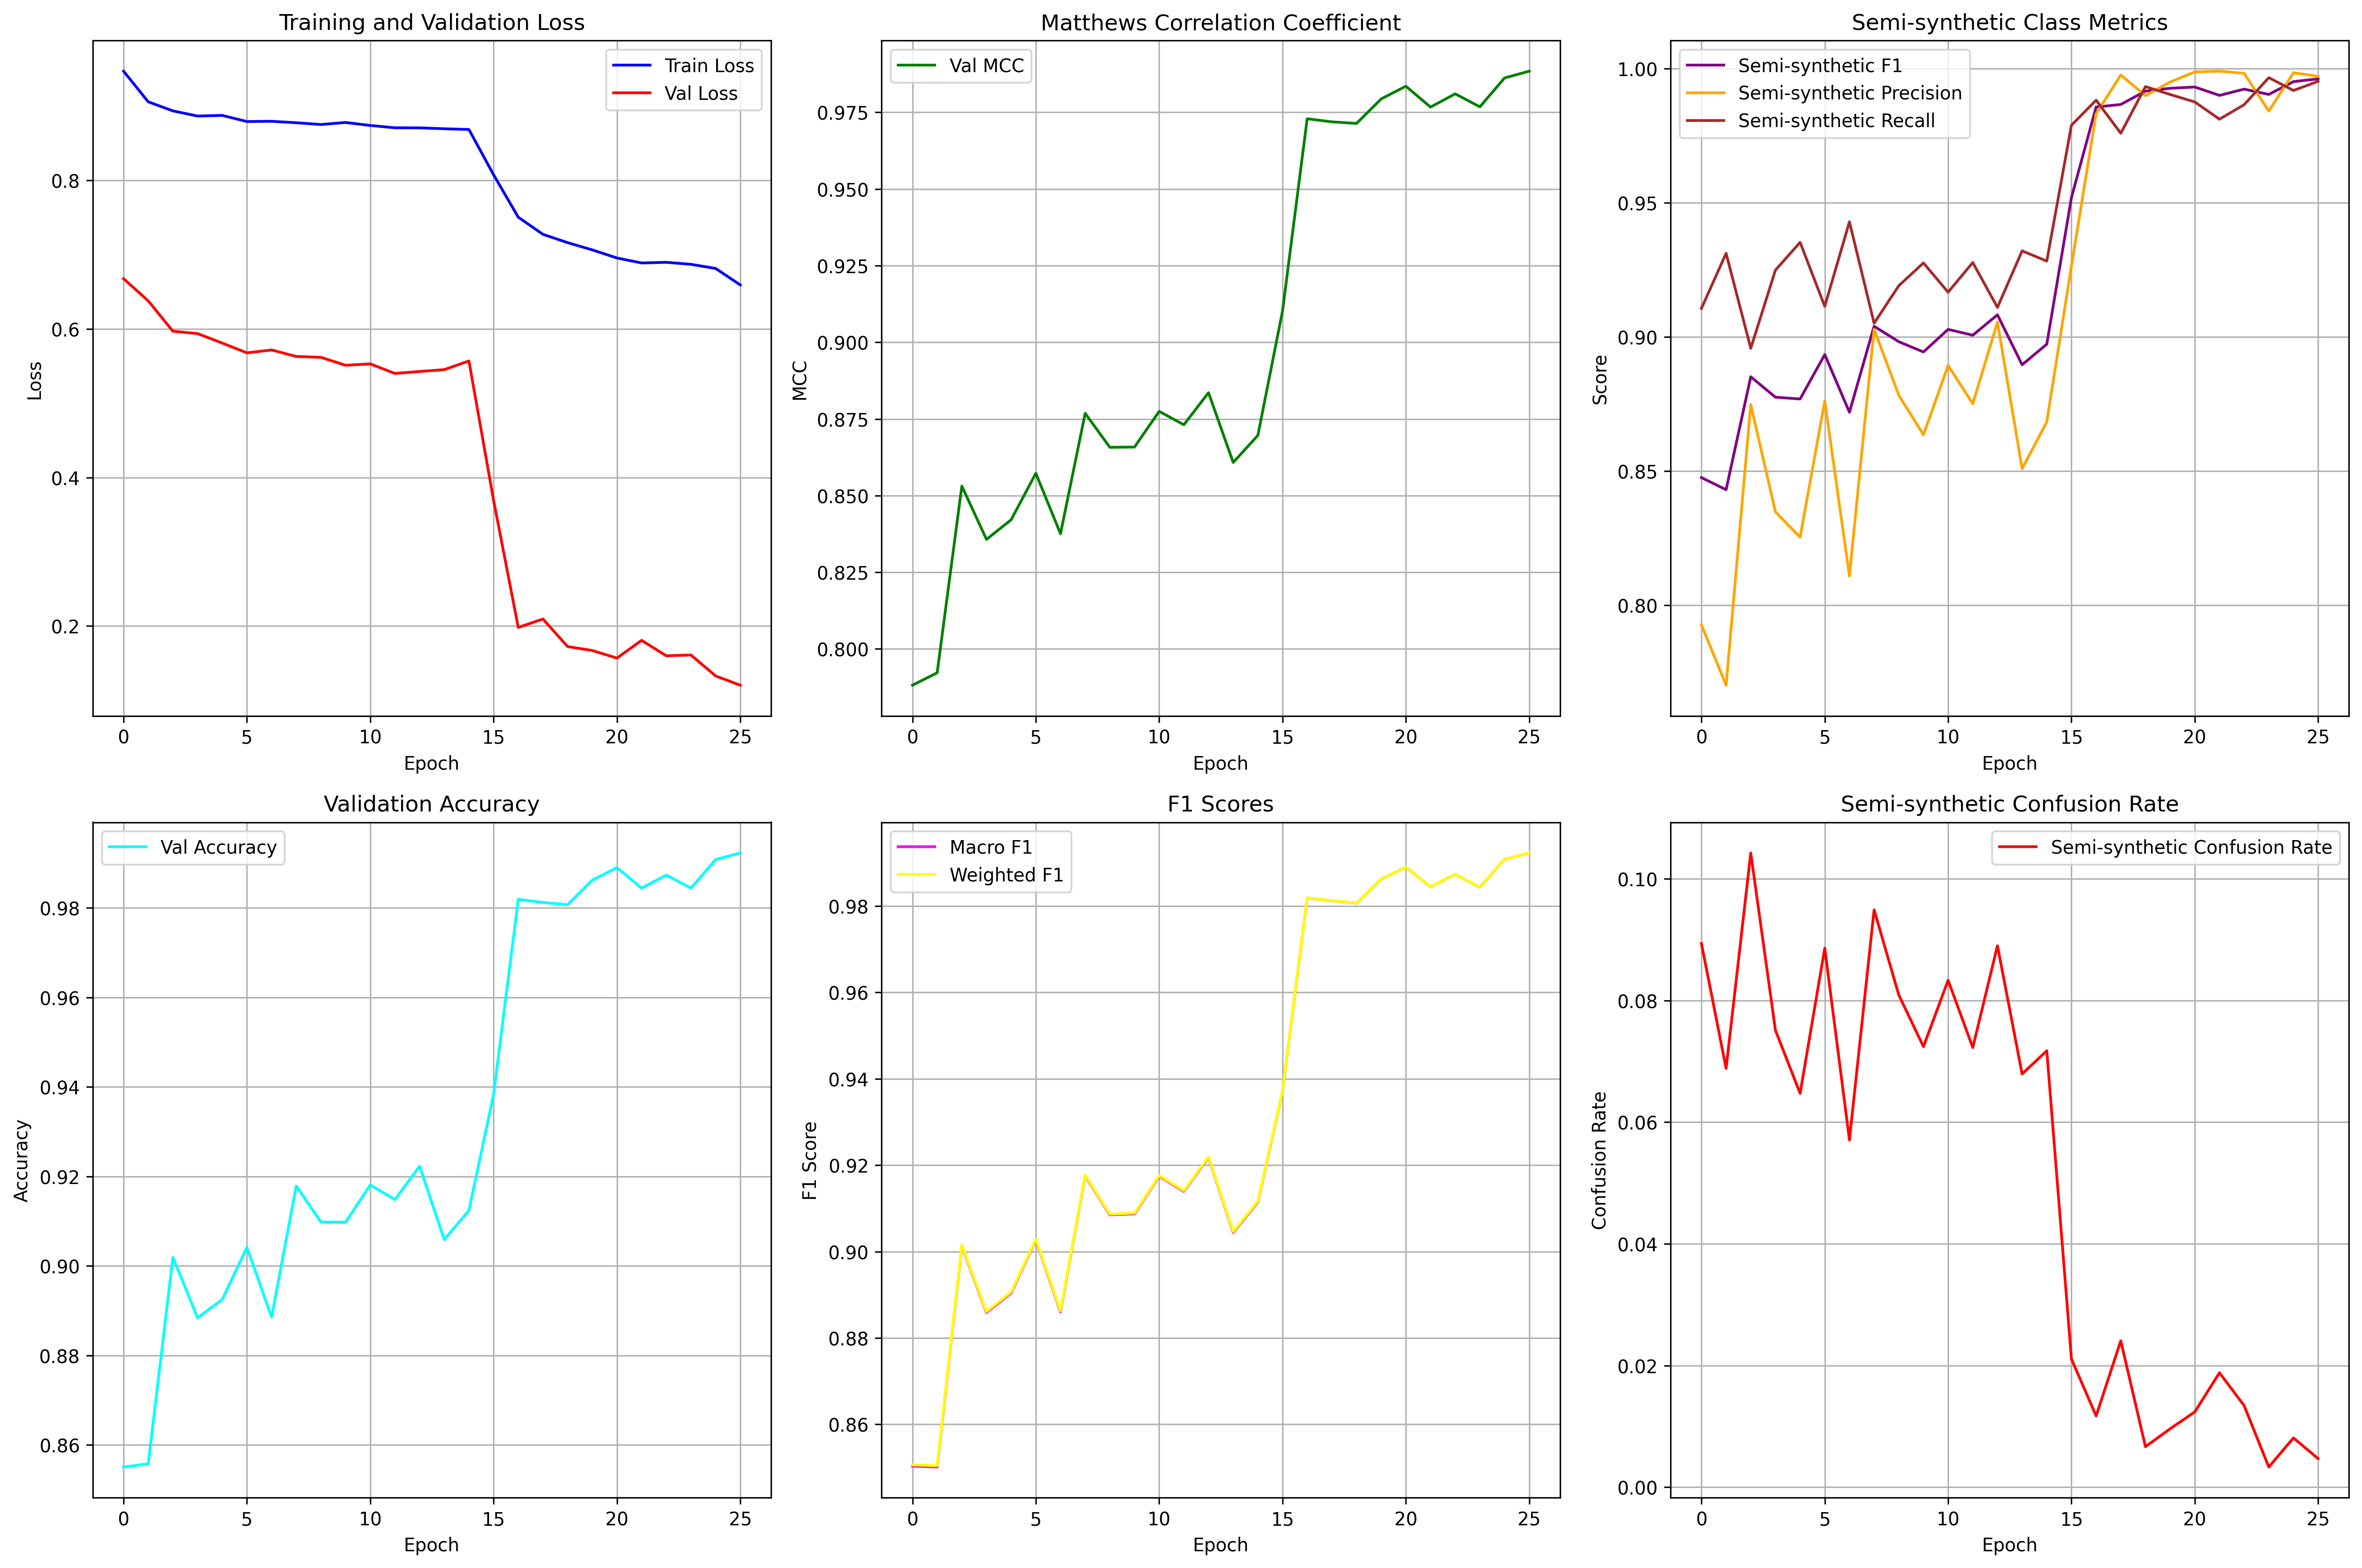 Training and Validation Loss
Train Loss
Val Loss
0.8
0.6
0.4
0.2
Loss
0 5 10 15 20 25
Epoch
Matthews Correlation Coefficient
Val MCC
0.975
0.950
0.925
0.900
0.875
0.850
0.825
0.800
MCC
0 5 10 15 20 25
Epoch
Semi-synthetic Class Metrics
Semi-synthetic F1
Semi-synthetic Precision
Semi-synthetic Recall
1.00
0.95
0.90
0.85
0.80
Score
0 5 10 15 20 25
Epoch
Validation Accuracy
Val Accuracy
0.98
0.96
0.94
0.92
0.90
0.88
0.86
Accuracy
0 5 10 15 20 25
Epoch
F1 Scores
Macro F1
Weighted F1
0.98
0.96
0.94
0.92
0.90
0.88
0.86
F1 Score
0 5 10 15 20 25
Epoch
Semi-synthetic Confusion Rate
Semi-synthetic Confusion Rate
0.10
0.08
0.06
0.04
0.02
0.00
Confusion Rate
0 5 10 15 20 25
Epoch